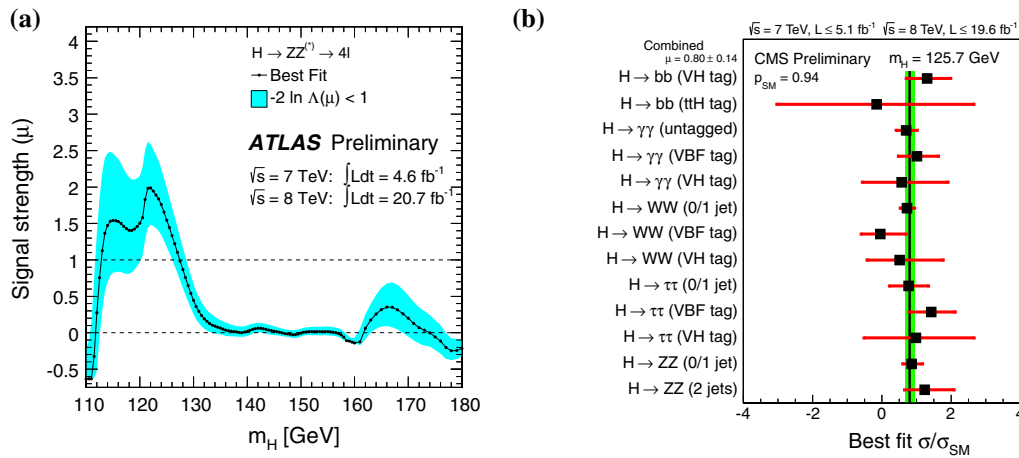 (a)
4
3.5
3
2.5
2
1.5
1
0.5
0
-0.5
Signal strength (μ)
H → ZZ(*) → 4l
Best Fit
-2 ln Λ(μ) < 1
ATLAS Preliminary
√s = 7 TeV: ∫Ldt = 4.6 fb-1
√s = 8 TeV: ∫Ldt = 20.7 fb-1
110 120 130 140 150 160 170 180
mH [GeV]
(b)
√s = 7 TeV, L ≤ 5.1 fb-1 √s = 8 TeV, L ≤ 19.6 fb-1
Combined
μ = 0.80 ± 0.14
CMS Preliminary
mH = 125.7 GeV
pSM = 0.94
H → bb (VH tag)
H → bb (ttH tag)
H → γγ (untagged)
H → γγ (VBF tag)
H → γγ (VH tag)
H → WW (0/1 jet)
H → WW (VBF tag)
H → WW (VH tag)
H → ττ (0/1 jet)
H → ττ (VBF tag)
H → ττ (VH tag)
H → ZZ (0/1 jet)
H → ZZ (2 jets)
-4 -2 0 2 4
Best fit σ/σSM